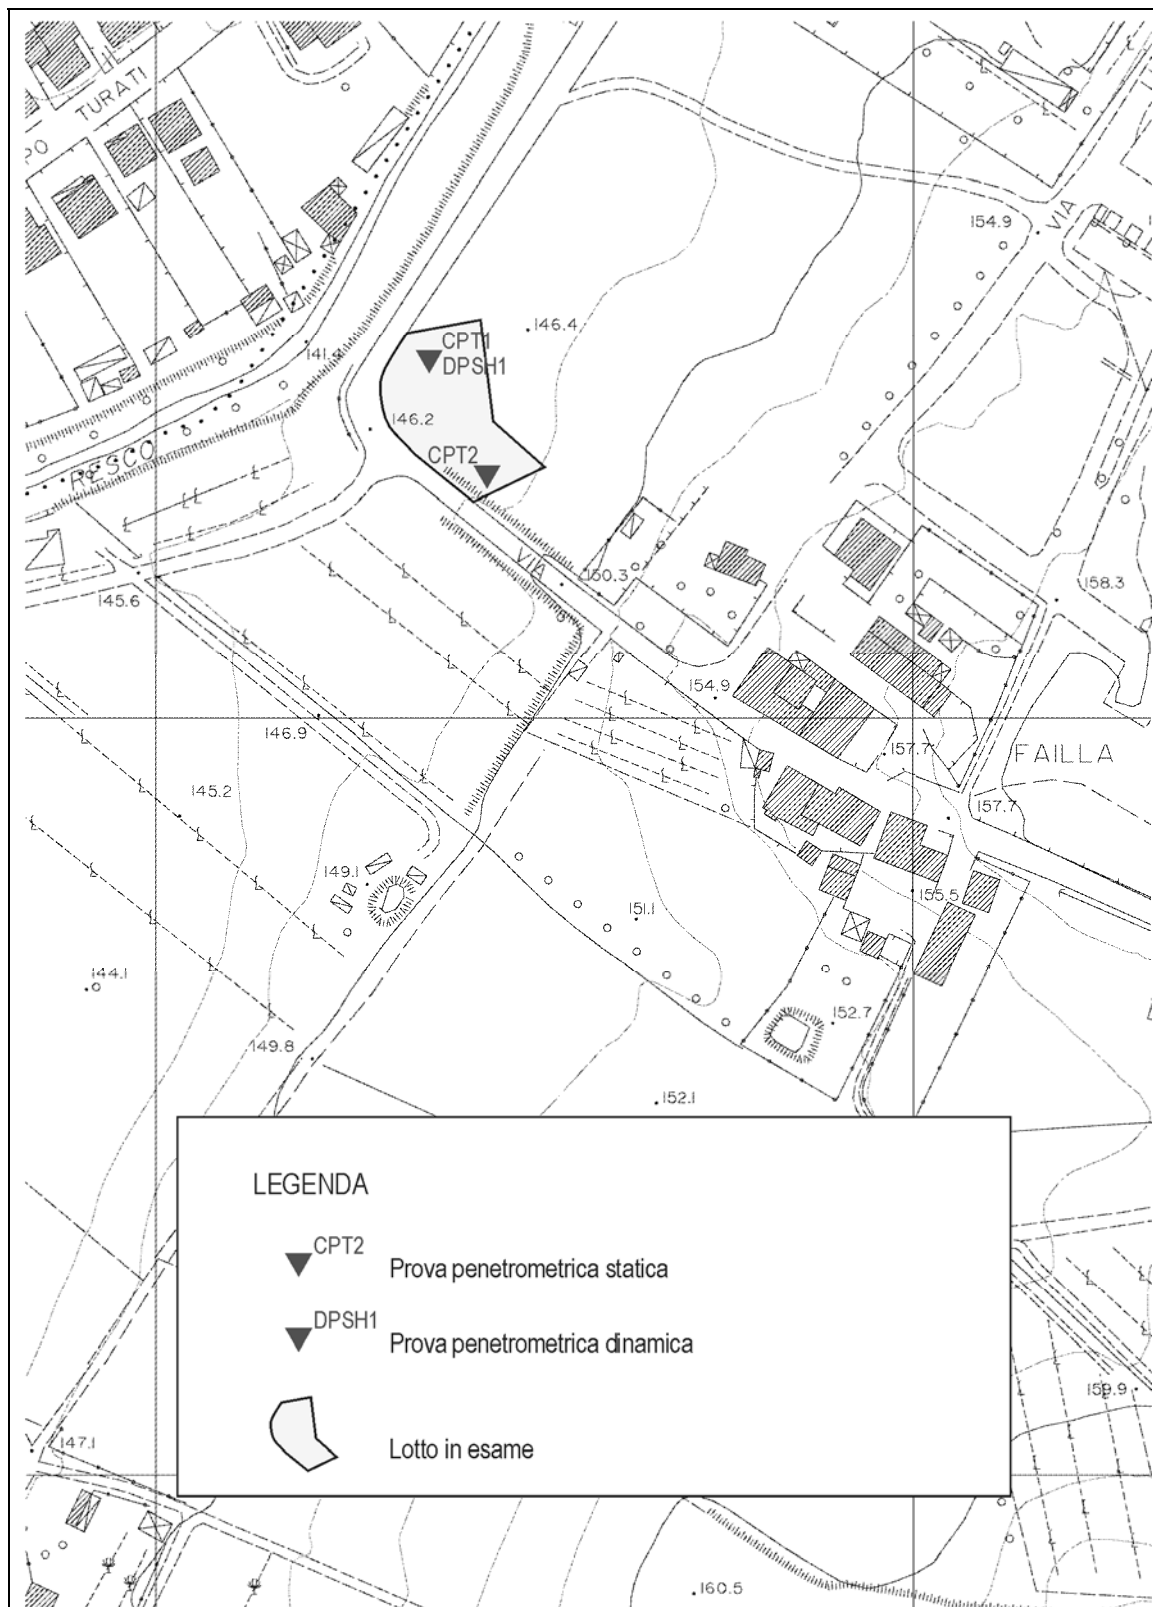 PO TURATI
154.9
VIA
146.4
CPT1
DPSH1
141.4
146.2
CPT2
RESCO
VIA
150.3
145.6
158.3
154.9
146.9
157.7
FAILLA
145.2
157.7
149.1
155.5
151.1
144.1
152.7
149.8
152.1
LEGENDA
CPT2
Prova penetrometrica statica
DPSH1
Prova penetrometrica dinamica
159.9
Lotto in esame
147.1
160.5